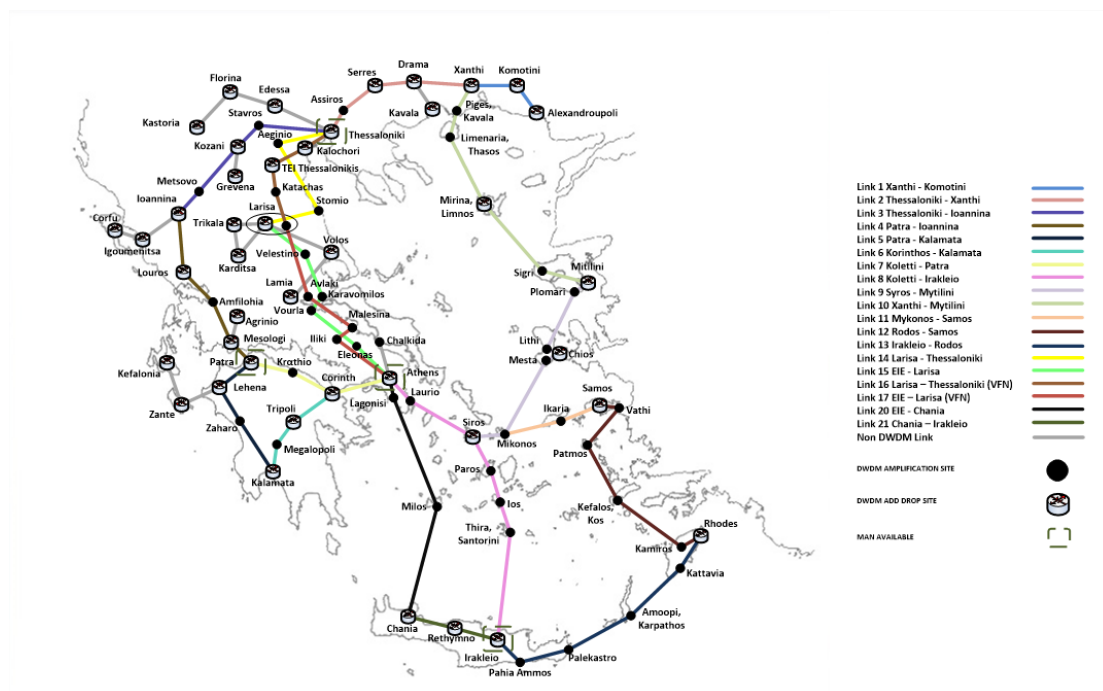 Drama
Serres
Xanthi
Komotini
Florina
Edessa
Assiros
Kavala
Piges,
Kavala
Alexandroupoli
Kastoria
Stavros
Aeginio
Thessaloniki
Limenaria,
Thasos
Kozani
Kalochori
TEI Thessalonikis
Metsovo
Grevena
Katachas
Ioannina
Larisa
Stomio
Mirina,
Limnos
Corfu
Trikala
Igoumenitsa
Volos
Karditsa
Velestino
Louros
Sigri
Mitilini
Lamia
Avlaki
Karavomilos
Plomari
Amfilohia
Vourla
Malesina
Agrinio
Iliki
Chalkida
Mesologi
Eleonas
Lithi
Mesta
Chios
Patra
Krαthio
Kefalonia
Corinth
Athens
Lehena
Lagonisi
Laurio
Samos
Zante
Tripoli
Ikaria
Vathi
Zaharo
Siros
Mikonos
Megalopoli
Patmos
Kalamata
Paros
Milos
Ios
Kefalos,
Kos
Thira,
Santorini
Rhodes
Kamiros
Kattavia
Chania
Rethymno
Amoopi,
Karpathos
Irakleio
Palekastro
Pahia Ammos
Link 1 Xanthi - Komotini
Link 2 Thessaloniki - Xanthi
Link 3 Thessaloniki - Ioannina
Link 4 Patra - Ioannina
Link 5 Patra - Kalamata
Link 6 Korinthos - Kalamata
Link 7 Koletti - Patra
Link 8 Koletti - Irakleio
Link 9 Syros - Mytilini
Link 10 Xanthi - Mytilini
Link 11 Mykonos - Samos
Link 12 Rodos - Samos
Link 13 Irakleio - Rodos
Link 14 Larisa - Thessaloniki
Link 15 EIE - Larisa
Link 16 Larisa – Thessaloniki (VFN)
Link 17 EIE – Larisa (VFN)
Link 20 EIE - Chania
Link 21 Chania – Irakleio
Non DWDM Link
DWDM AMPLIFICATION SITE
DWDM ADD DROP SITE
MAN AVAILABLE